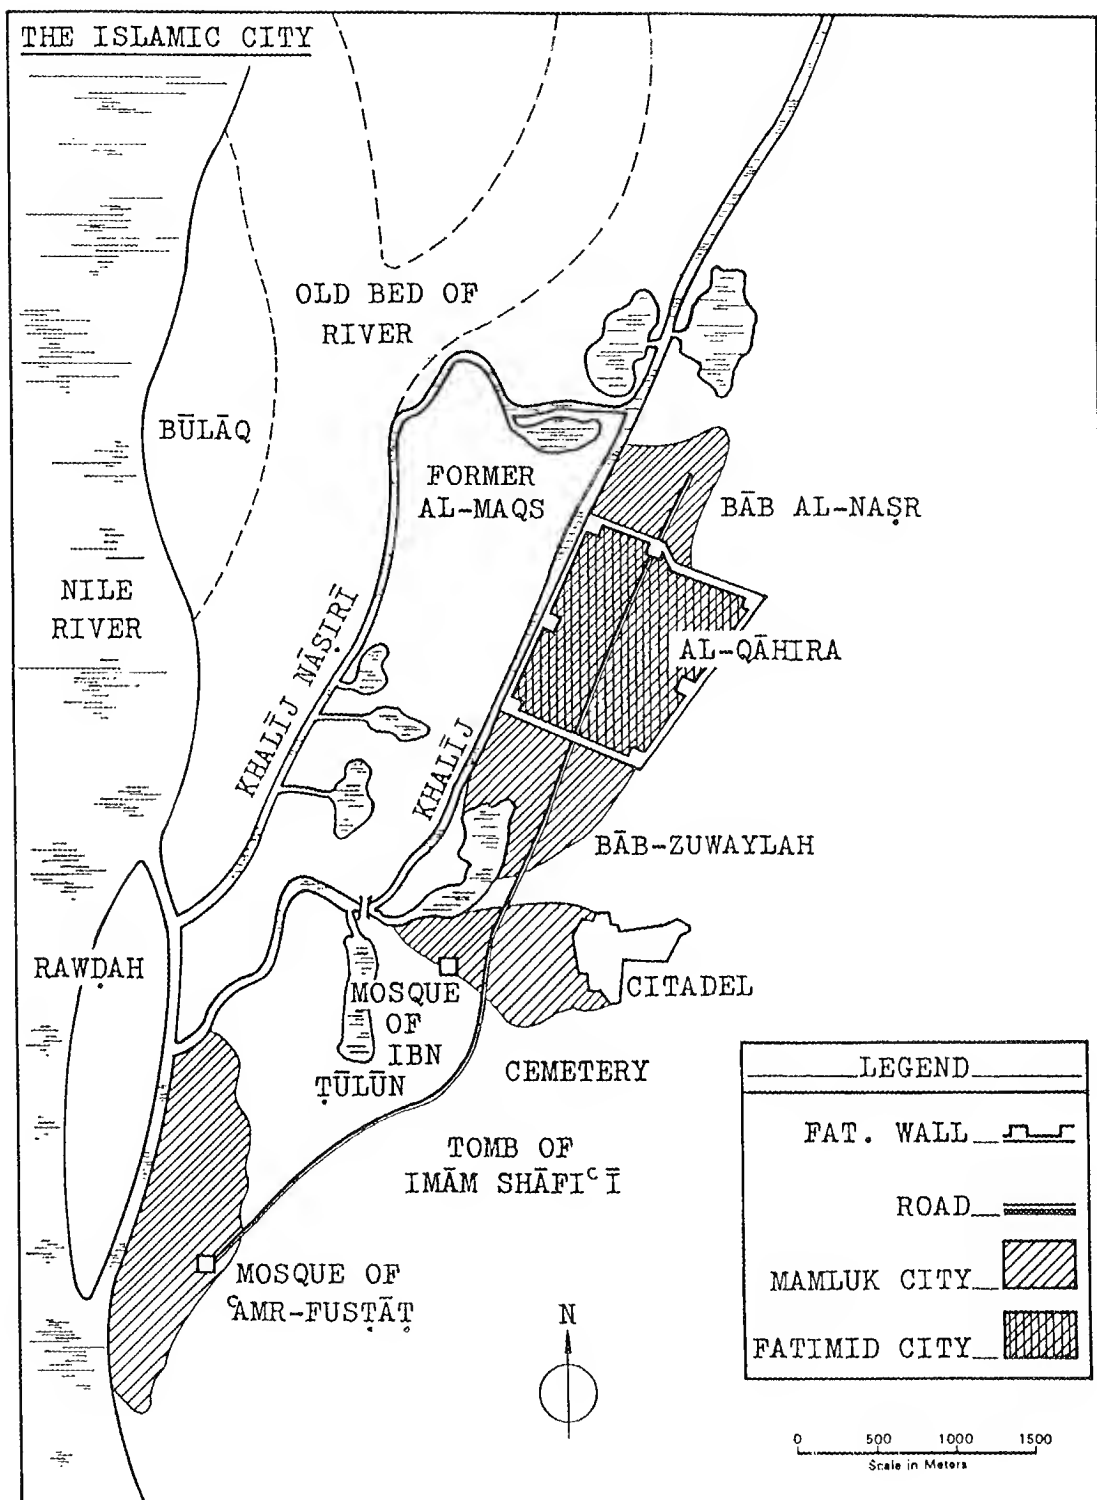 THE ISLAMIC CITY
OLD BED OF
RIVER
BŪLĀQ
FORMER
AL-MAQS
BĀB AL-NAṢR
NILE
RIVER
KHALĪJ NĀṢIRĪ
AL-QĀHIRA
KHALĪJ
BĀB-ZUWAYLAH
RAWḌAH
MOSQUE
OF
IBN
ṬŪLŪN
CITADEL
CEMETERY
TOMB OF
IMĀM SHĀFIᶜĪ
MOSQUE OF
ᶜAMR-FUSṬĀṬ
N
LEGEND
FAT. WALL
ROAD
MAMLUK CITY
FATIMID CITY
0 500 1000 1500
Scale in Meters